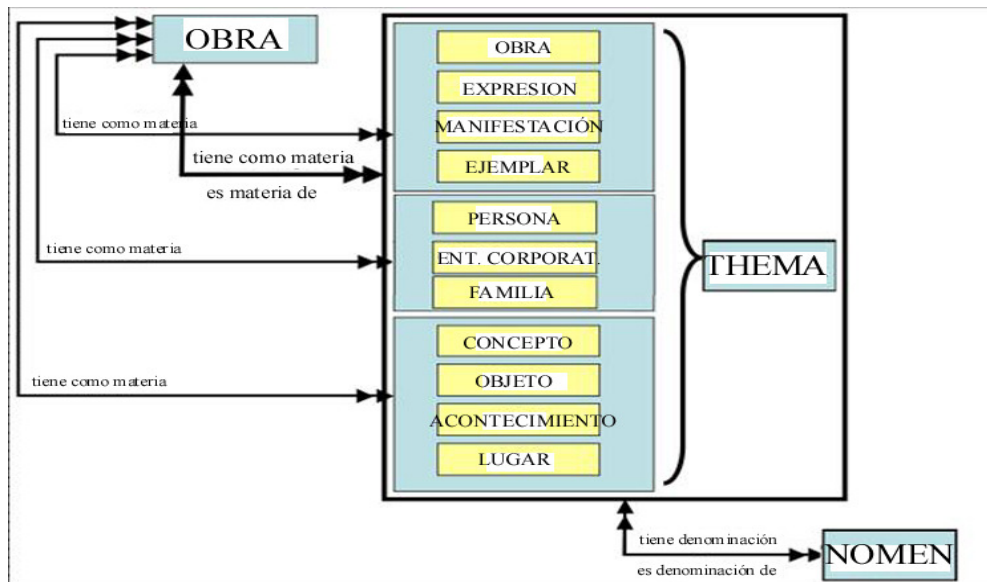 OBRA
OBRA
EXPRESION
MANIFESTACIÓN
EJEMPLAR
tiene como materia
tiene como materia
es materia de
PERSONA
ENT. CORPORAT.
FAMILIA
tiene como materia
THEMA
CONCEPTO
OBJETO
ACONTECIMIENTO
LUGAR
tiene como materia
tiene denominación
es denominación de
NOMEN